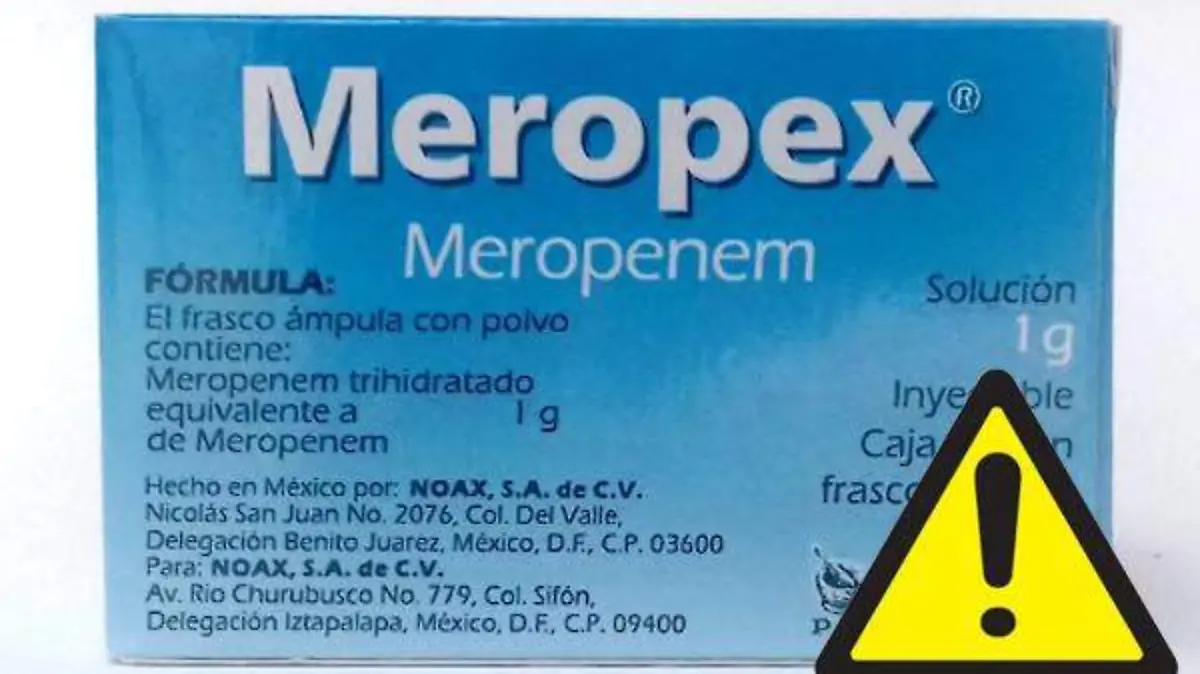 Meropex®
Meropenem
FÓRMULA:
El frasco ámpula con polvo
contiene:
Meropenem trihidratado
equivalente a 1 g
de Meropenem
Solución
1 g
Caja
Hecho en México por: NOAX, S.A. de C.V.
Nicolás San Juan No. 2076, Col. Del Valle,
Delegación Benito Juarez, México, D.F., C.P. 03600
Para: NOAX, S.A. de C.V.
Av. Rio Churubusco No. 779, Col. Sifón,
Delegación Iztapalapa, México, D.F., C.P. 09400
!